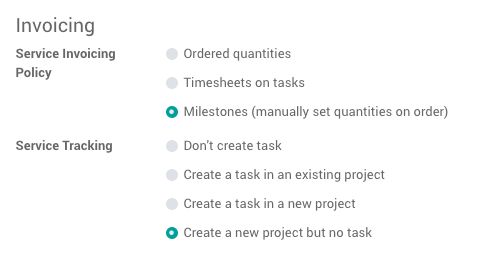 Invoicing
Service Invoicing Policy
Ordered quantities
Timesheets on tasks
Milestones (manually set quantities on order)
Service Tracking
Don't create task
Create a task in an existing project
Create a task in a new project
Create a new project but no task